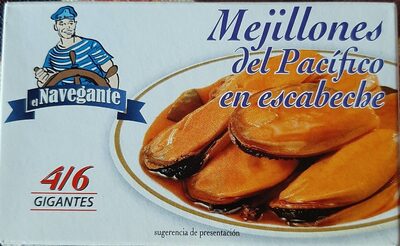 Mejillones
del Pacífico
en escabeche
el Navegante
4/6
GIGANTES
sugerencia de presentación